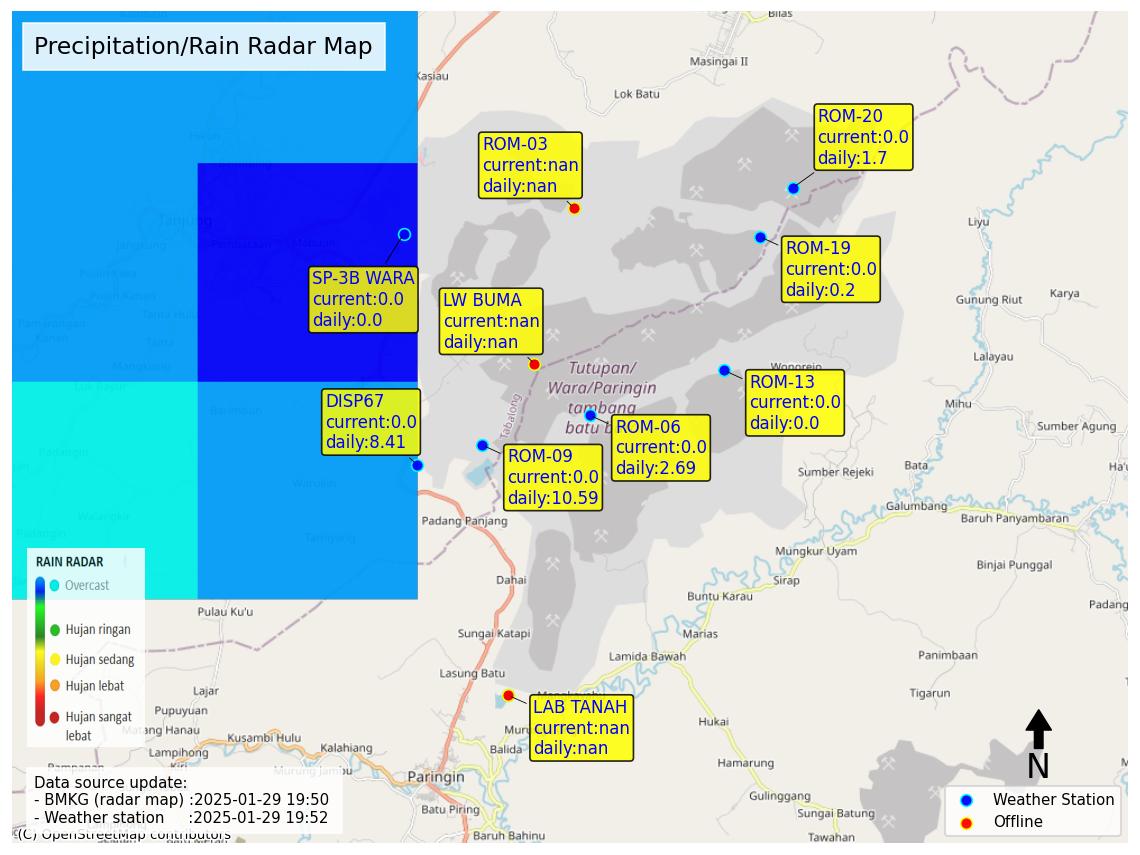 Precipitation/Rain Radar Map
Bilas
Masingai II
Kasiau
Lok Batu
ROM-20
current:0.0
daily:1.7
ROM-03
current:nan
daily:nan
Tanjung
Liyu
ROM-19
current:0.0
daily:0.2
SP-3B WARA
current:0.0
daily:0.0
LW BUMA
current:nan
daily:nan
Gunung Riut
Karya
Lalayau
Tutupan/
Wara/Paringin
tambang
batu b
Wonorejo
ROM-13
current:0.0
daily:0.0
Mihu
DISP67
current:0.0
daily:8.41
Tabalong
ROM-06
current:0.0
daily:2.69
Sumber Agung
ROM-09
current:0.0
daily:10.59
Sumber Rejeki
Bata
Galumbang
Baruh Panyambaran
Padang Panjang
Mungkur Uyam
Binjai Punggal
Dahai
Sirap
Buntu Karau
Padang
Pulau Ku'u
Sungai Katapi
Marias
Lamida Bawah
Panimbaan
Lasung Batu
Tigarun
RAIN RADAR
Overcast
Hujan ringan
Hujan sedang
Hujan lebat
Hujan sangat
lebat
Lajar
Pupuyuan
Matang Hanau
Lampihong
Kusambi Hulu
Kalahiang
Murung Jambu
LAB TANAH
current:nan
daily:nan
Balida
Hukai
Hamarung
Paringin
Batu Piring
Baruh Bahinu
Gulinggang
Sungai Batung
Tawahan
N
Data source update:
- BMKG (radar map) :2025-01-29 19:50
- Weather station :2025-01-29 19:52
(C) OpenStreetMap contributors
Weather Station
Offline